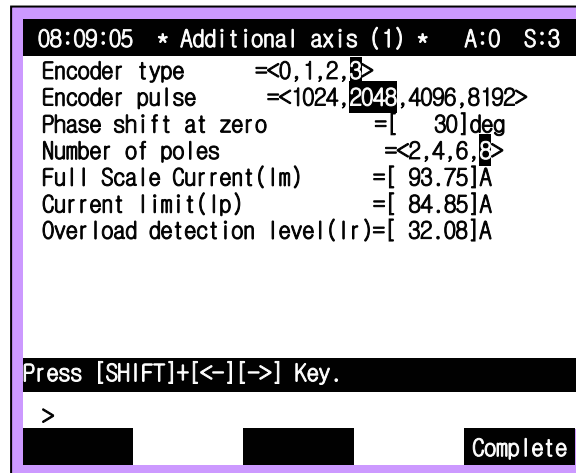 08:09:05 * Additional axis (1) * A:0 S:3
Encoder type =<0,1,2,3>
Encoder pulse =<1024,2048,4096,8192>
Phase shift at zero =[ 30]deg
Number of poles =<2,4,6,8>
Full Scale Current(Im) =[ 93.75]A
Current limit(Ip) =[ 84.85]A
Overload detection level(Ir)=[ 32.08]A
Press [SHIFT]+[<-][->] Key.
>
Complete